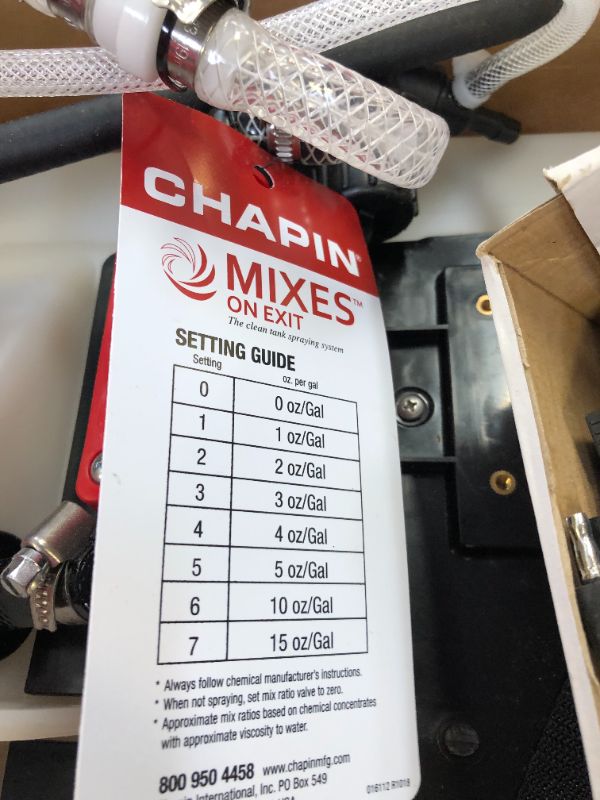 CHAPIN®
MIXES™
ON EXIT
The clean tank spraying system
SETTING GUIDE
Setting oz. per gal
0 0 oz/Gal
1 1 oz/Gal
2 2 oz/Gal
3 3 oz/Gal
4 4 oz/Gal
5 5 oz/Gal
6 10 oz/Gal
7 15 oz/Gal
* Always follow chemical manufacturer's instructions.
* When not spraying, set mix ratio valve to zero.
* Approximate mix ratios based on chemical concentrates
with approximate viscosity to water.
800 950 4458 www.chapinmfg.com
International, Inc. PO Box 549
016112 R1018